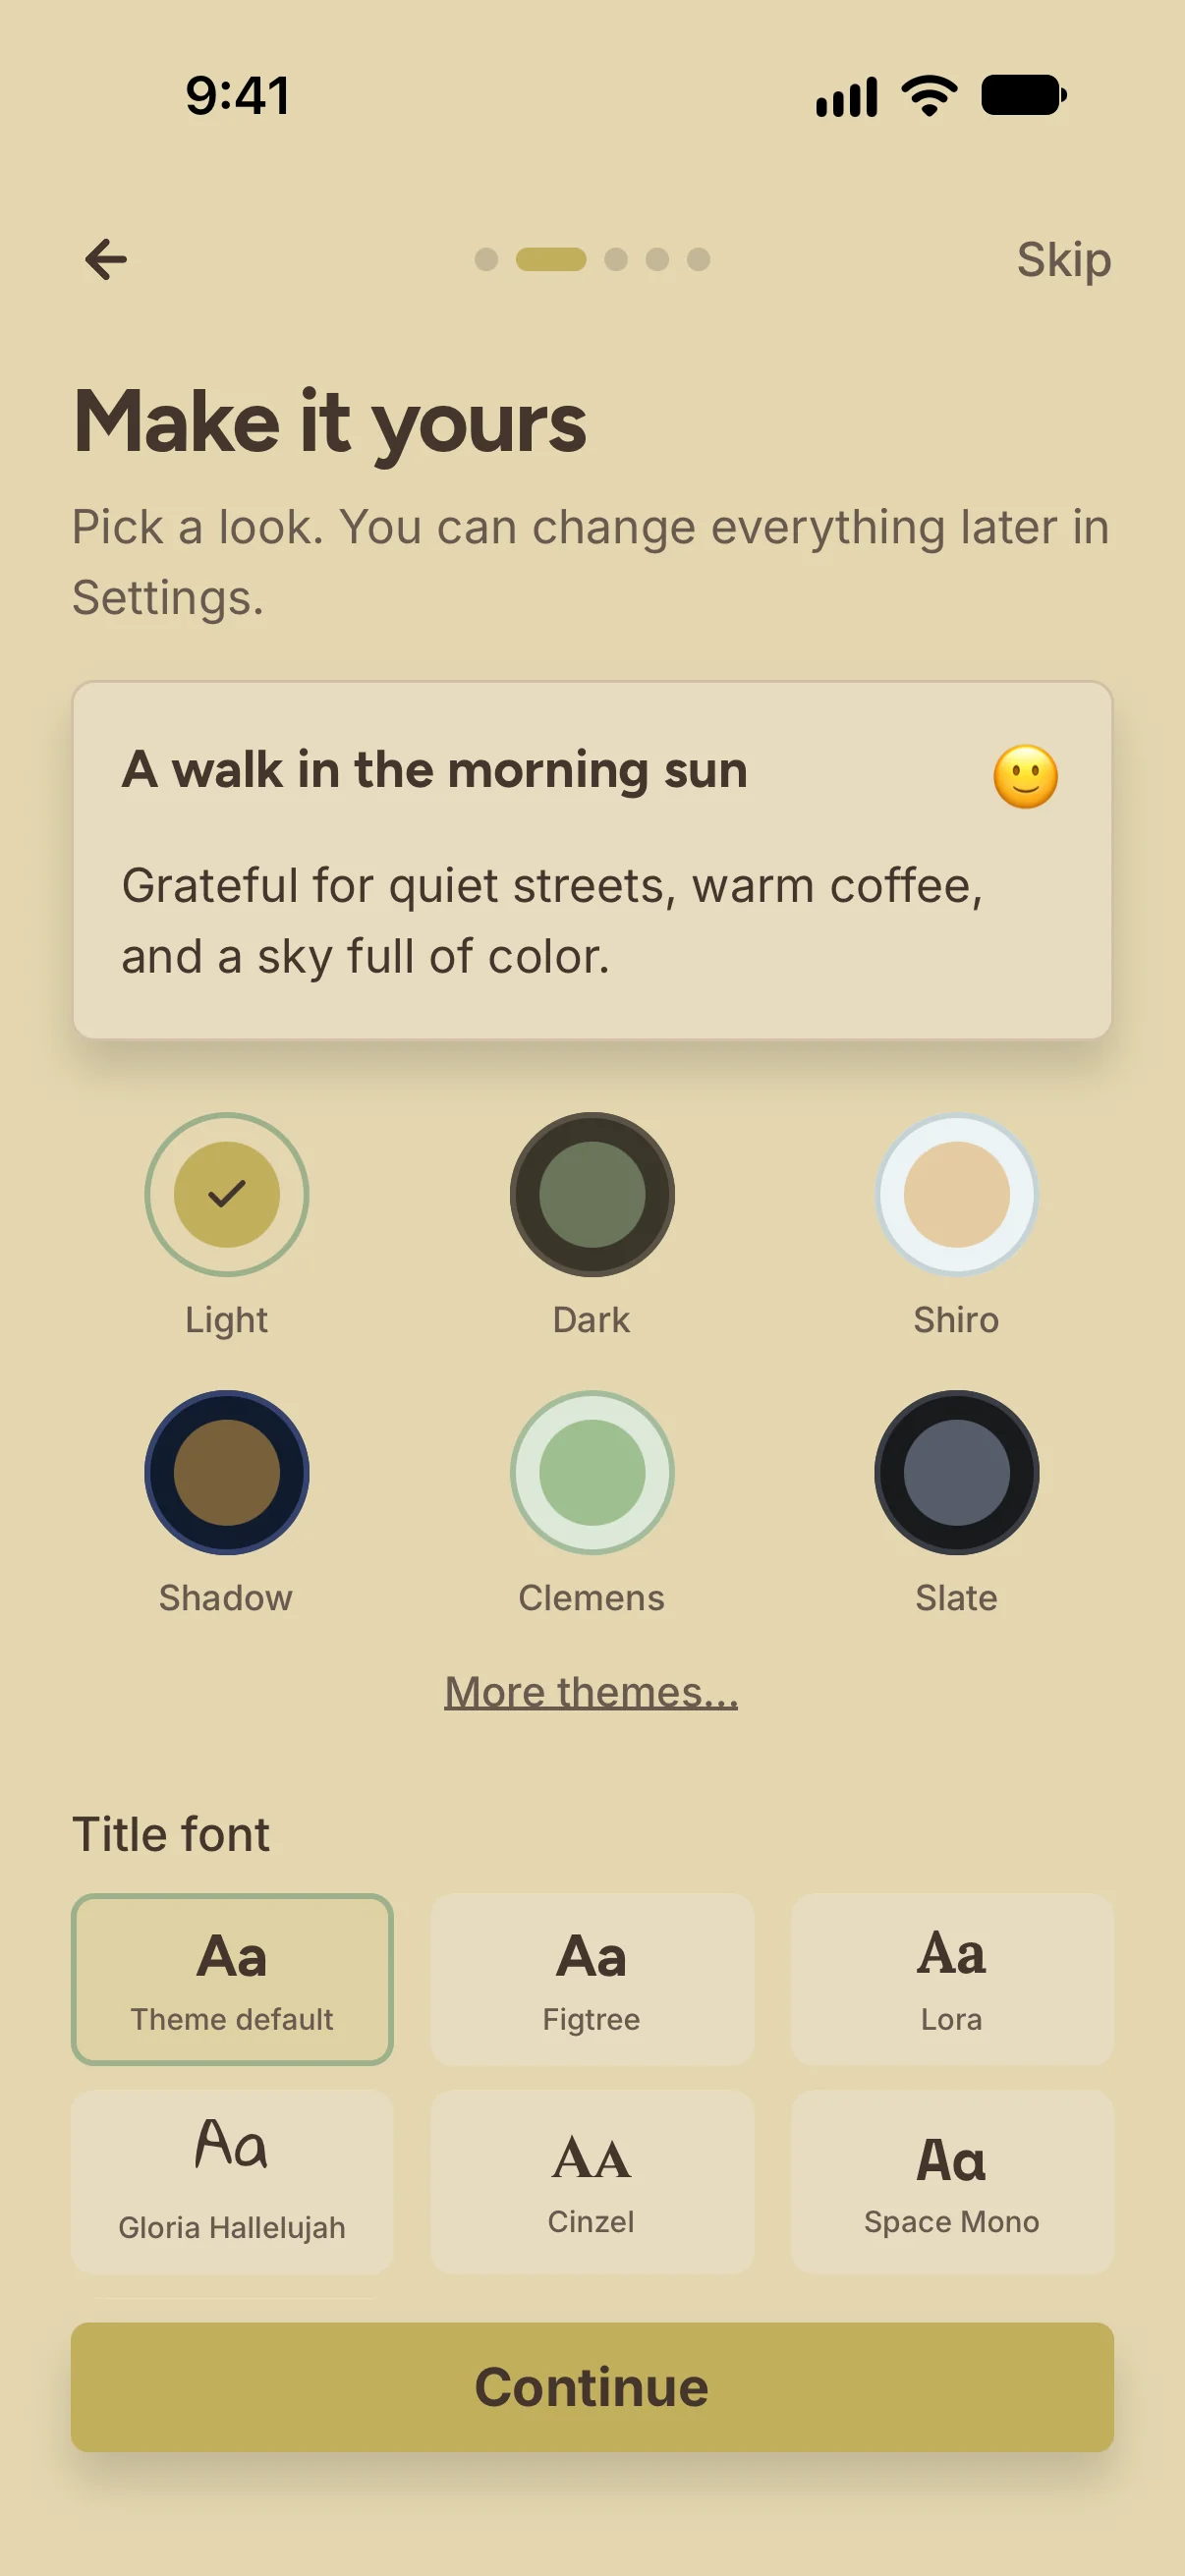 9:41
Skip
Make it yours
Pick a look. You can change everything later in
Settings.
A walk in the morning sun
Grateful for quiet streets, warm coffee,
and a sky full of color.
Light
Dark
Shiro
Shadow
Clemens
Slate
More themes...
Title font
Aa
Aa
Aa
Theme default
Figtree
Lora
Aa
AA
Aa
Gloria Hallelujah
Cinzel
Space Mono
Continue